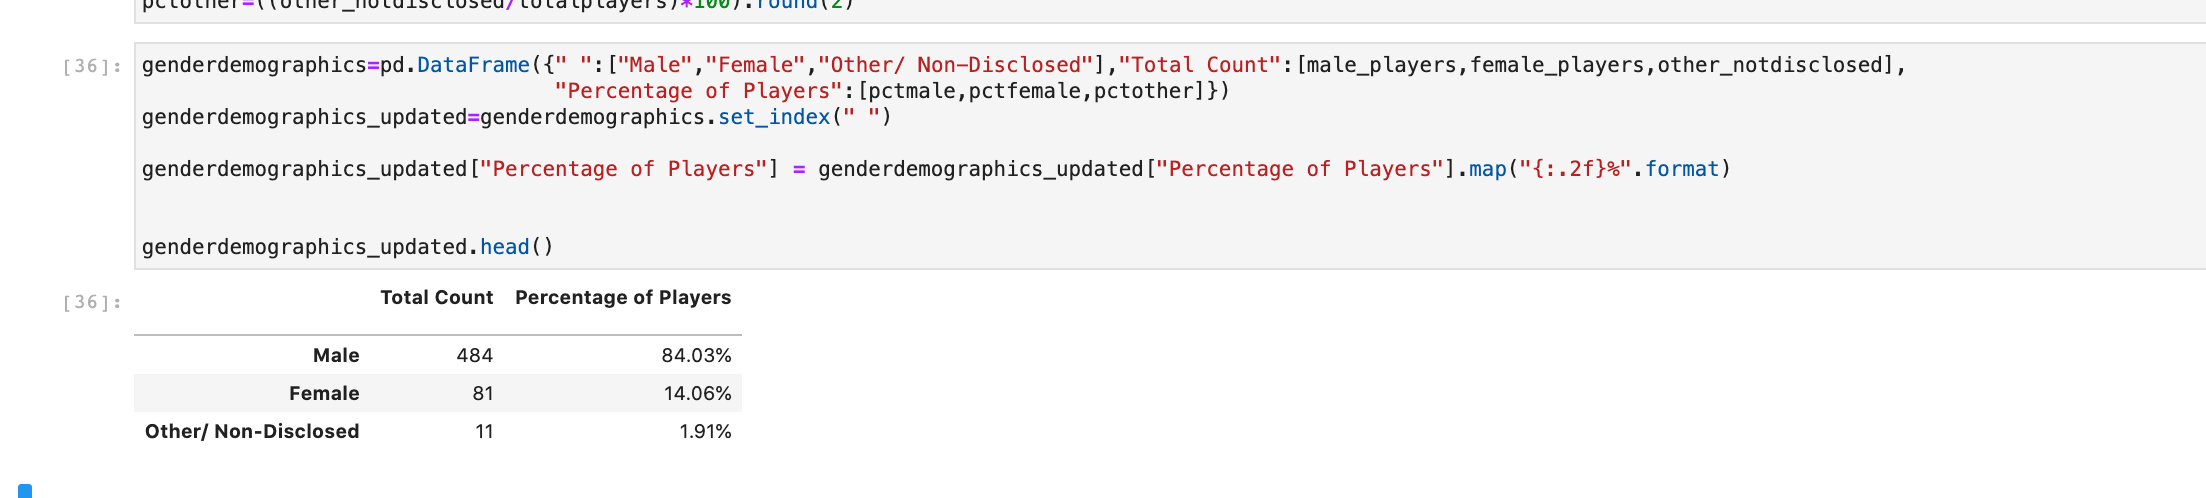 pctother=((other_notdisclosed/totalplayers)*100).round(2)
[36]: genderdemographics=pd.DataFrame({" ":["Male","Female","Other/ Non-Disclosed"],"Total Count":[male_players,female_players,other_notdisclosed],
"Percentage of Players":[pctmale,pctfemale,pctother]})
genderdemographics_updated=genderdemographics.set_index(" ")
genderdemographics_updated["Percentage of Players"] = genderdemographics_updated["Percentage of Players"].map("{:.2f}%".format)
genderdemographics_updated.head()
[36]: Total Count Percentage of Players
Male 484 84.03%
Female 81 14.06%
Other/ Non-Disclosed 11 1.91%